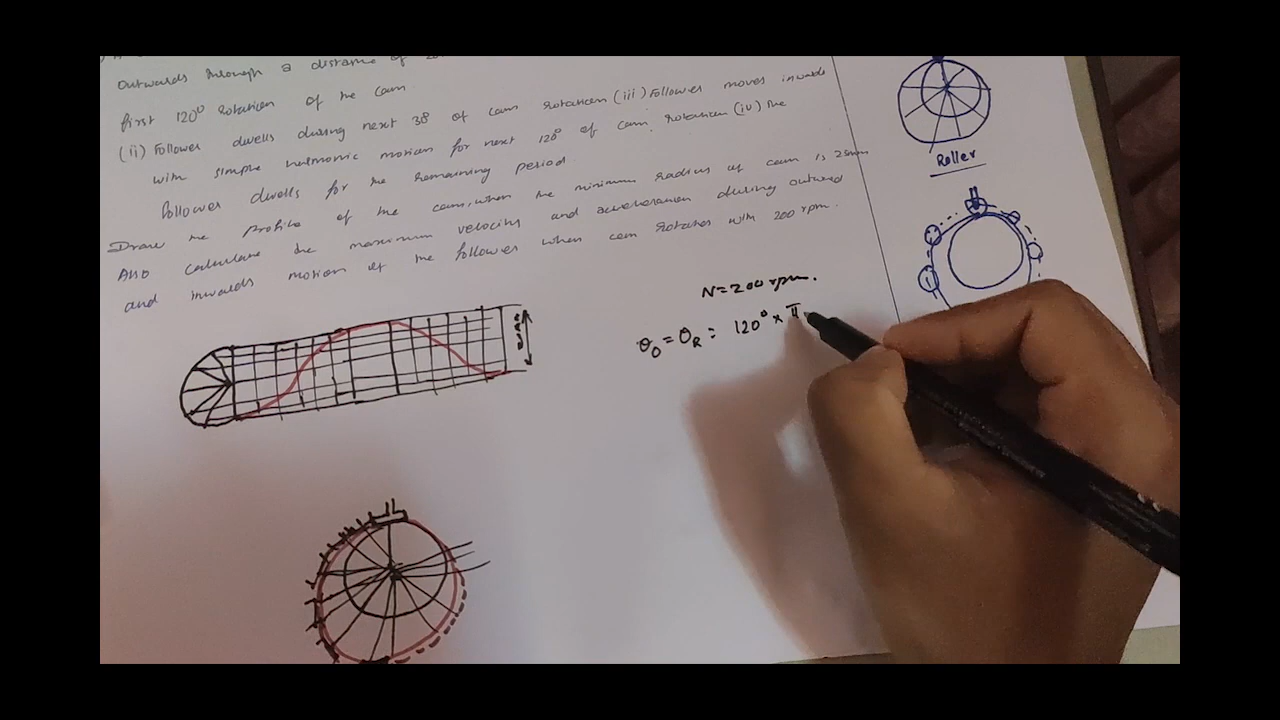 outwards through a distance of
first 120° rotation of the cam
(ii) Follower dwells during next 30° of cam rotation (iii) Follower moves inwards
with simple harmonic motion for next 120° of cam rotation (iv) The
follower dwells for the remaining period
Draw the profile of the cam, when the minimum radius of cam is 25mm
Also calculate the maximum velocity and acceleration during outward
and inwards motion of the follower when cam rotates with 200 rpm.
Roller
N=200 rpm.
θo = θR = 120° × π